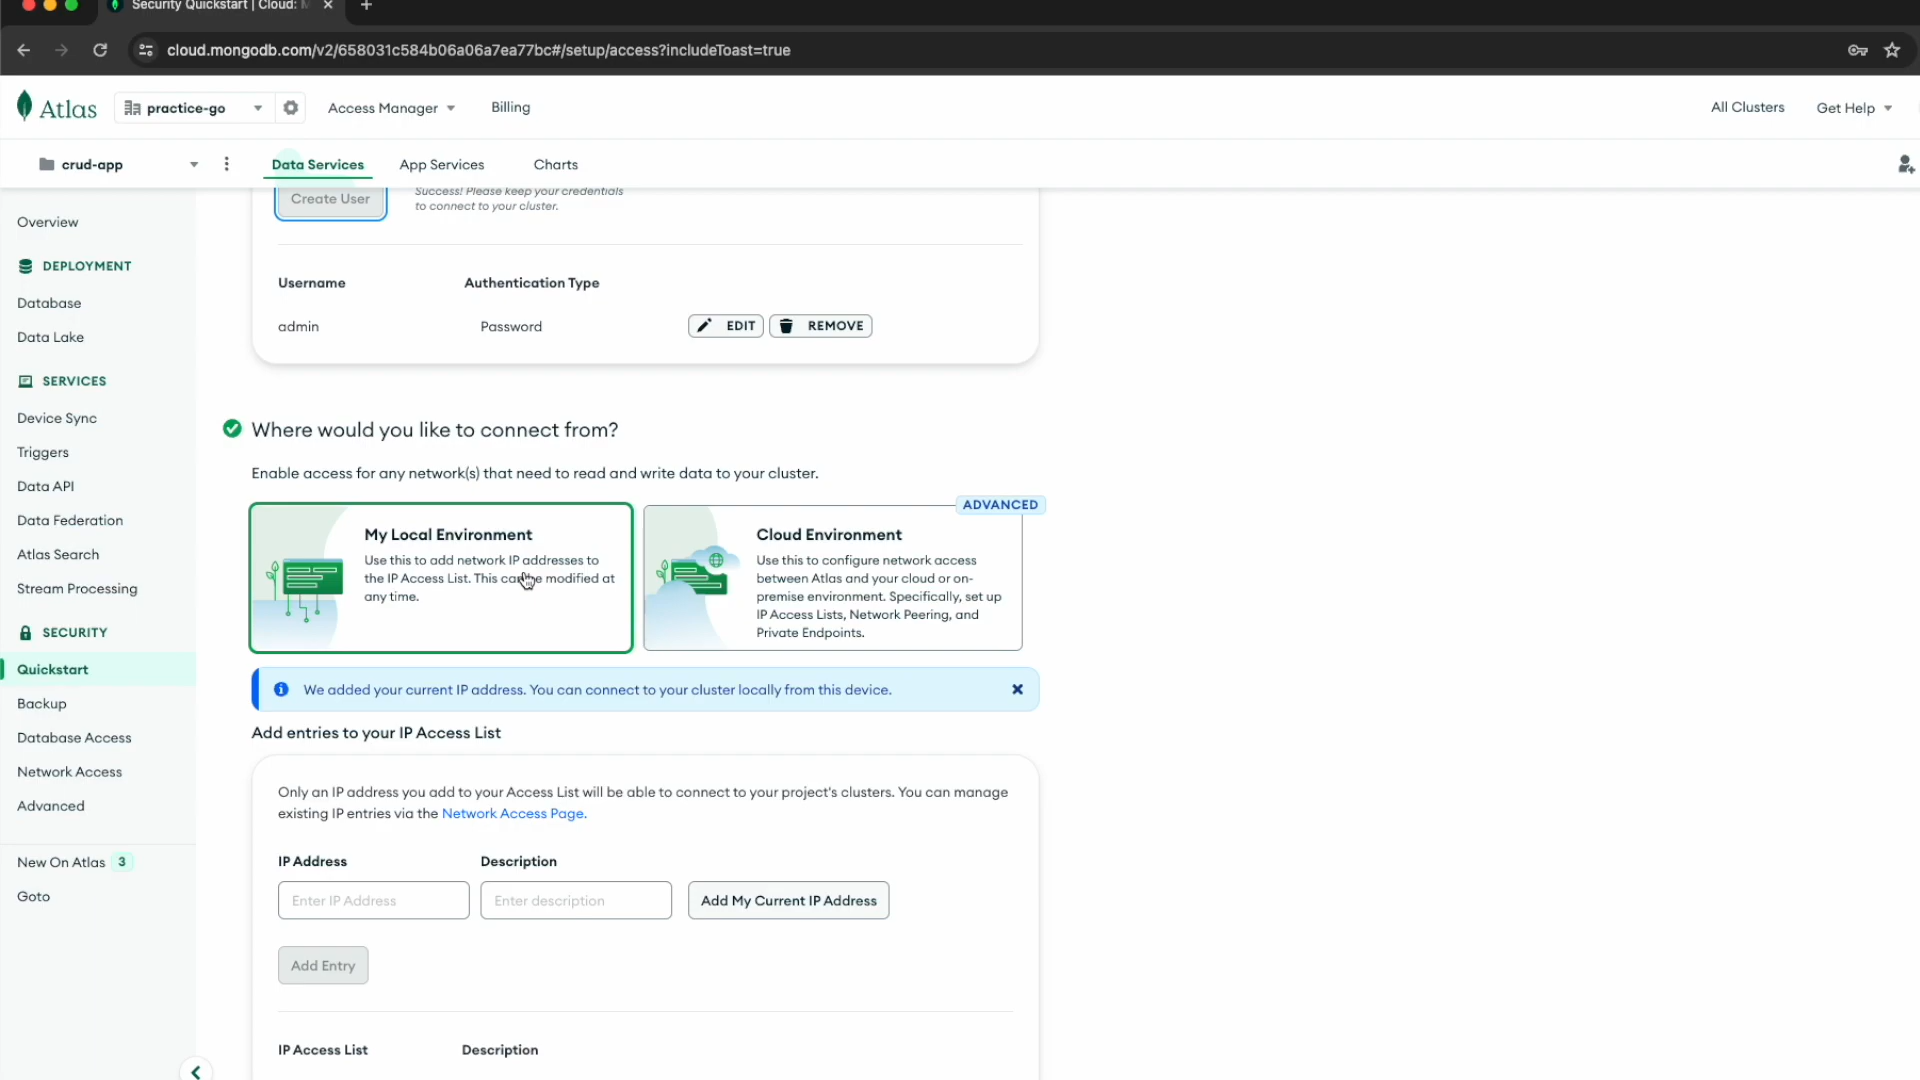 Security Quickstart | Cloud: M
cloud.mongodb.com/v2/658031c584b06a06a7ea77bc#/setup/access?includeToast=true
Atlas
practice-go
Access Manager
Billing
All Clusters
Get Help
crud-app
Data Services
App Services
Charts
Overview
DEPLOYMENT
Database
Data Lake
SERVICES
Device Sync
Triggers
Data API
Data Federation
Atlas Search
Stream Processing
SECURITY
Quickstart
Backup
Database Access
Network Access
Advanced
New On Atlas 3
Goto
Create User
Success! Please keep your credentials
to connect to your cluster.
Username
Authentication Type
admin
Password
EDIT
REMOVE
Where would you like to connect from?
Enable access for any network(s) that need to read and write data to your cluster.
My Local Environment
Use this to add network IP addresses to
the IP Access List. This can be modified at
any time.
ADVANCED
Cloud Environment
Use this to configure network access
between Atlas and your cloud or on-
premise environment. Specifically, set up
IP Access Lists, Network Peering, and
Private Endpoints.
We added your current IP address. You can connect to your cluster locally from this device.
Add entries to your IP Access List
Only an IP address you add to your Access List will be able to connect to your project's clusters. You can manage
existing IP entries via the Network Access Page.
IP Address
Description
Enter IP Address
Enter description
Add My Current IP Address
Add Entry
IP Access List
Description